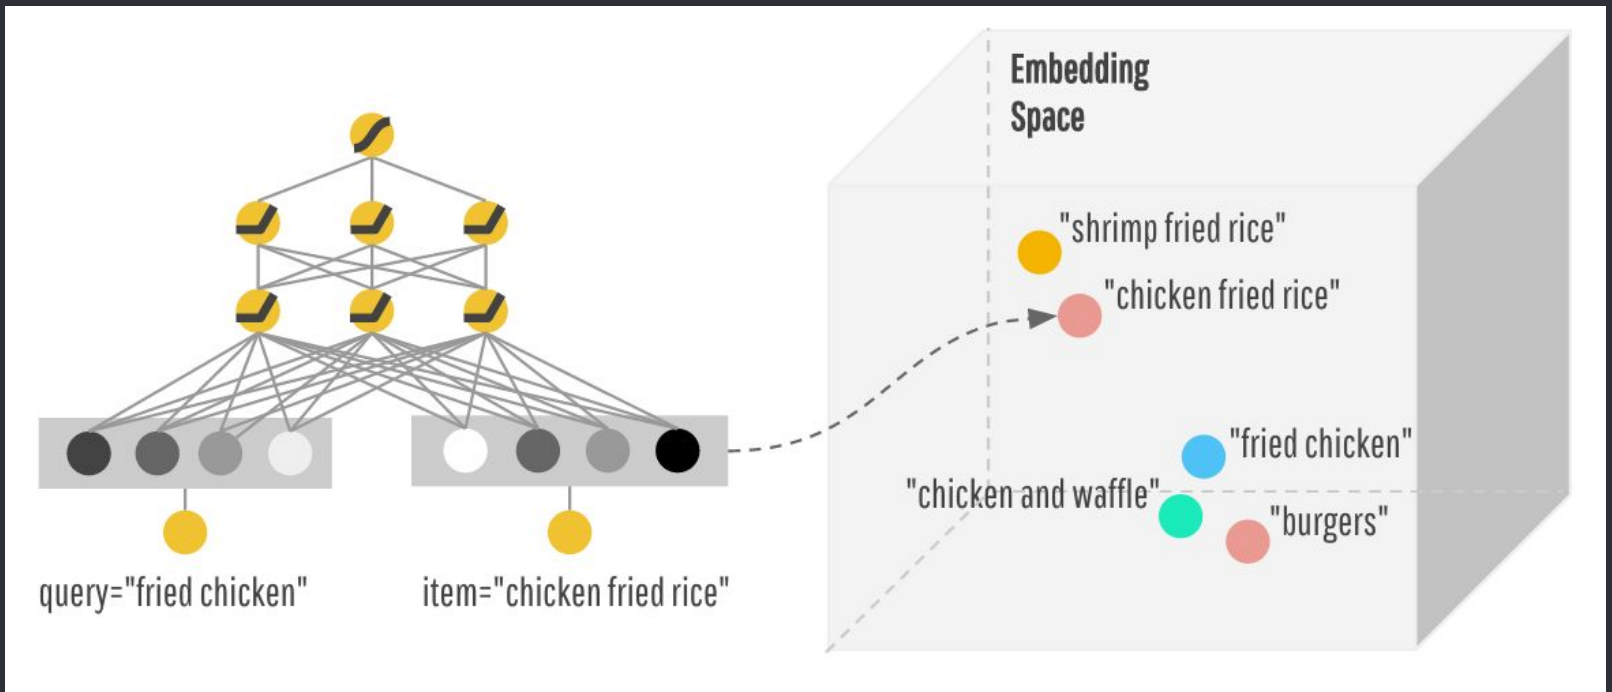 Embedding
Space
"shrimp fried rice"
"chicken fried rice"
"fried chicken"
"chicken and waffle"
"burgers"
query="fried chicken"
item="chicken fried rice"